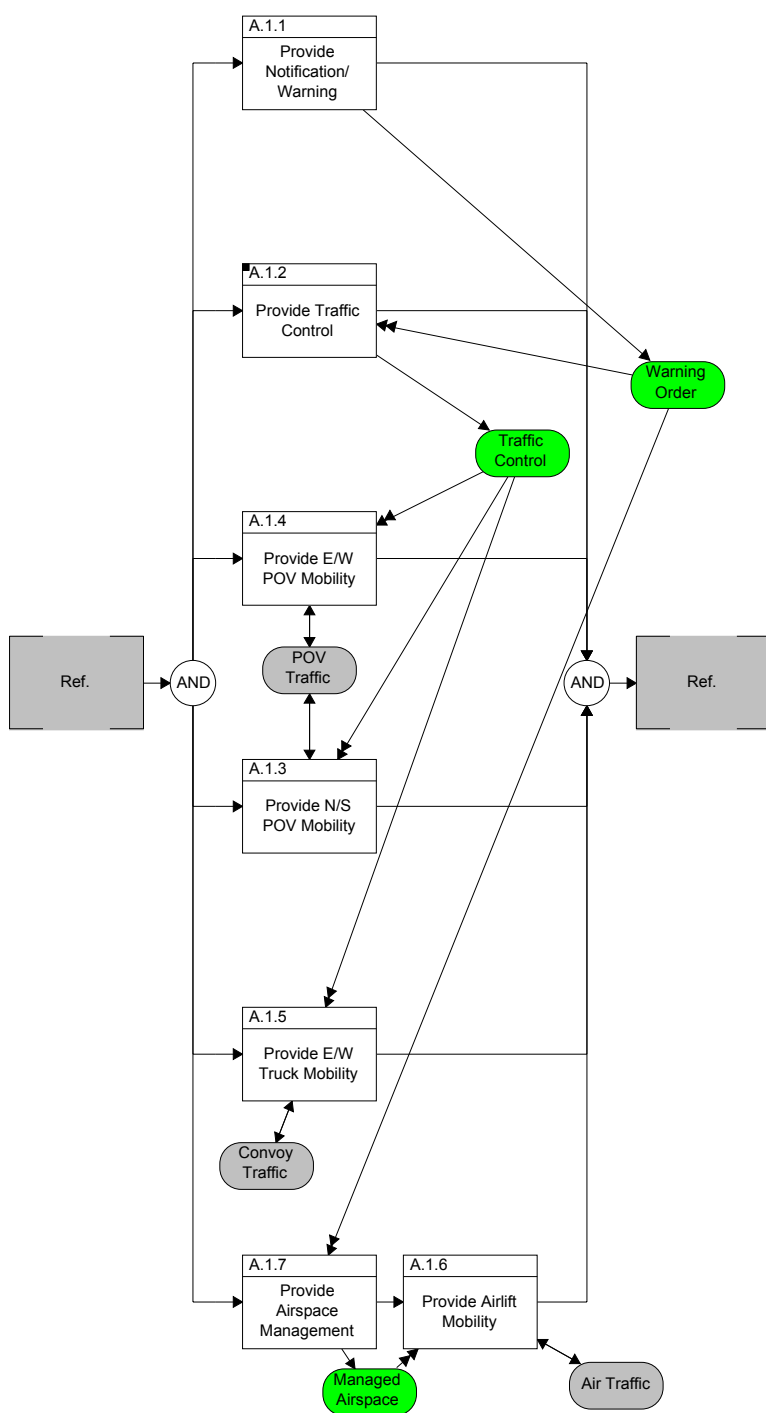 A.1.1
Provide
Notification/
Warning
A.1.2
Provide Traffic
Control
Warning
Order
Traffic
Control
A.1.4
Provide E/W
POV Mobility
Ref.
AND
POV
Traffic
AND
Ref.
A.1.3
Provide N/S
POV Mobility
A.1.5
Provide E/W
Truck Mobility
Convoy
Traffic
A.1.7
Provide
Airspace
Management
A.1.6
Provide Airlift
Mobility
Managed
Airspace
Air Traffic